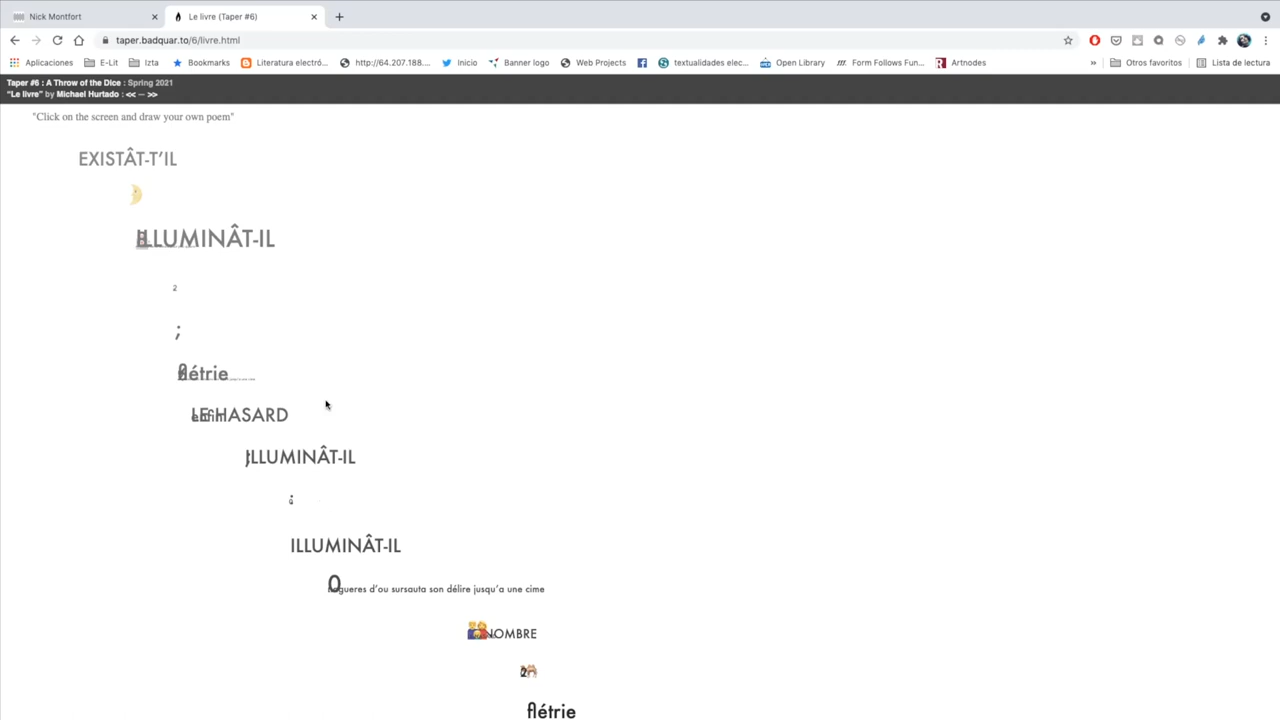 Nick Montfort
Le livre (Taper #6)
taper.badquar.to/6/livre.html
Aplicaciones E-Lit Izta Bookmarks Literatura electró... http://64.207.188.... Inicio Banner logo Web Projects textualidades elec... Open Library Form Follows Fun... Artnodes » Otros favoritos Lista de lectura
Taper #6 : A Throw of the Dice : Spring 2021
"Le livre" by Michael Hurtado : << — >>
"Click on the screen and draw your own poem"
EXISTÂT-T’IL
ILLUMINÂT-IL
2
;
flétrie
LE HASARD
ILLUMINÂT-IL
ILLUMINÂT-IL
0
nagueres d’ou sursauta son délire jusqu’a une cime
NOMBRE
2
flétrie